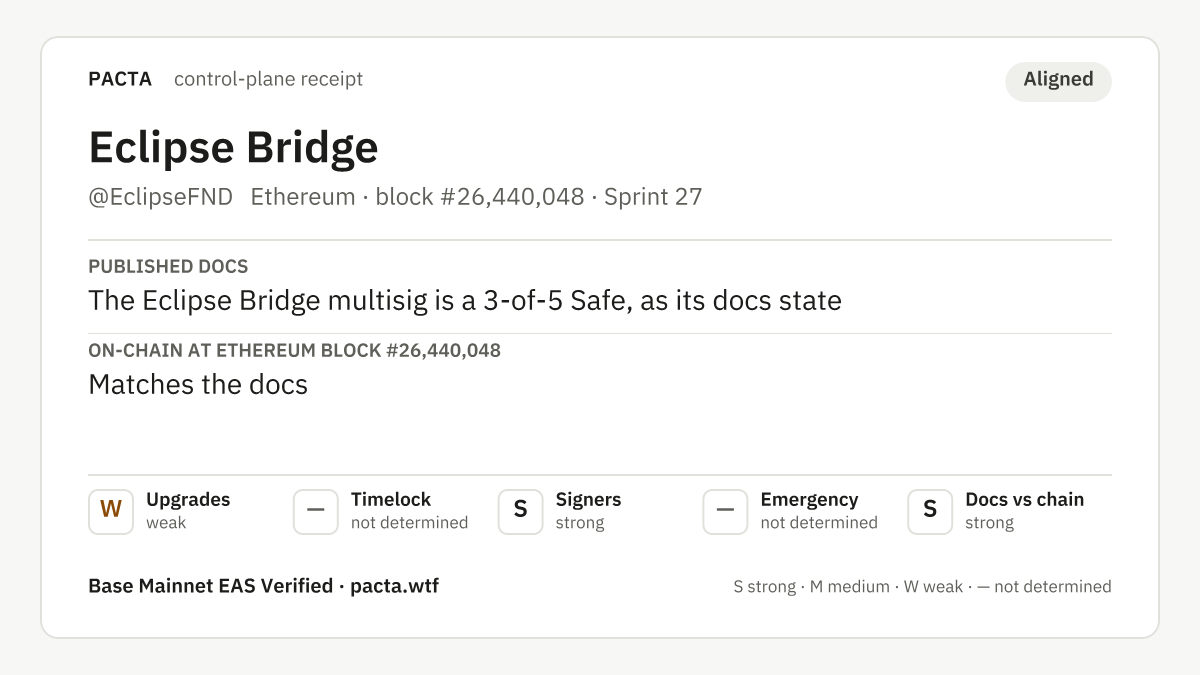 PACTA control-plane receipt
Aligned
Eclipse Bridge
@EclipseFND Ethereum · block #26,440,048 · Sprint 27
PUBLISHED DOCS
The Eclipse Bridge multisig is a 3-of-5 Safe, as its docs state
ON-CHAIN AT ETHEREUM BLOCK #26,440,048
Matches the docs
W Upgrades
weak
— Timelock
not determined
S Signers
strong
— Emergency
not determined
S Docs vs chain
strong
Base Mainnet EAS Verified · pacta.wtf
S strong · M medium · W weak · — not determined